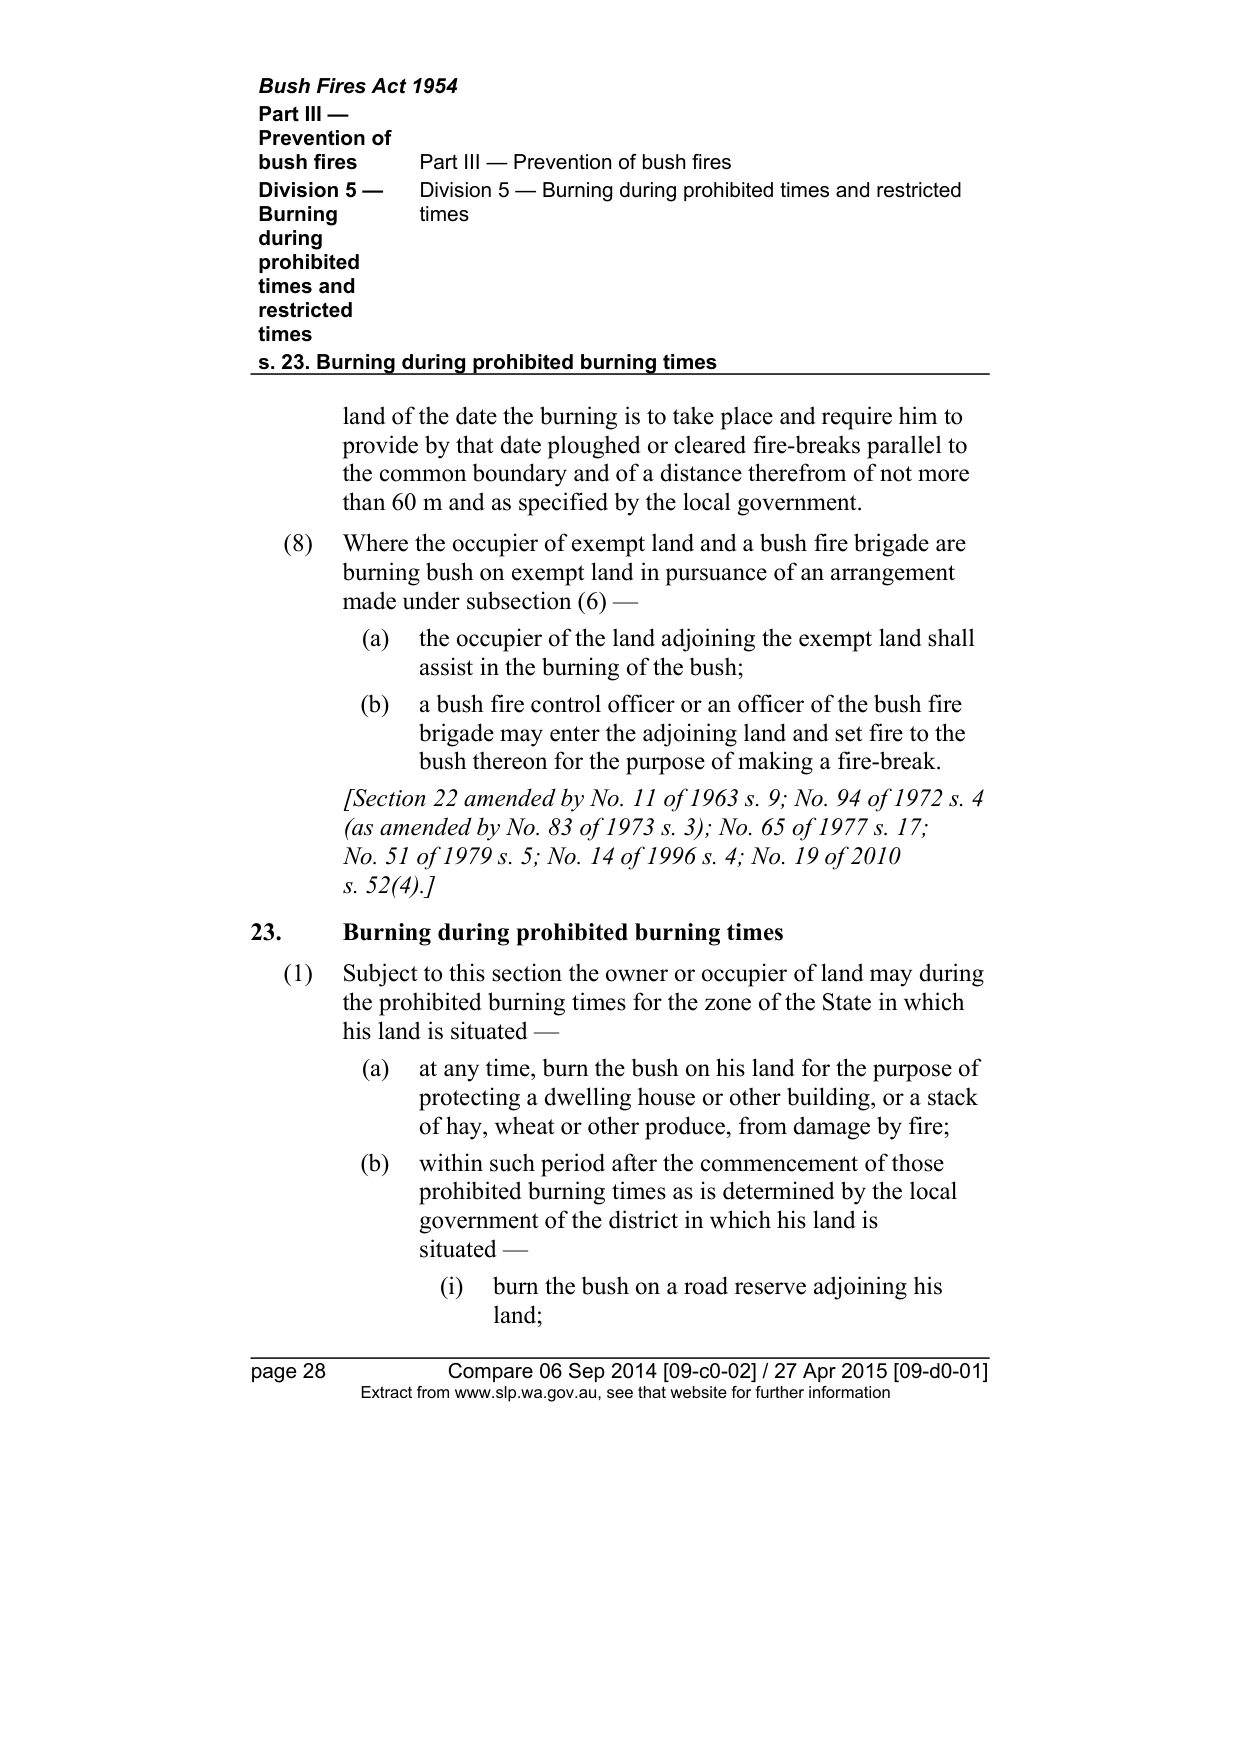 Bush Fires Act 1954
Part III —
Prevention of
bush fires
Part III — Prevention of bush fires
Division 5 —
Burning
during
prohibited
times and
restricted
times
Division 5 — Burning during prohibited times and restricted
times
s. 23. Burning during prohibited burning times
land of the date the burning is to take place and require him to
provide by that date ploughed or cleared fire-breaks parallel to
the common boundary and of a distance therefrom of not more
than 60 m and as specified by the local government.
(8) Where the occupier of exempt land and a bush fire brigade are
burning bush on exempt land in pursuance of an arrangement
made under subsection (6) —
(a) the occupier of the land adjoining the exempt land shall
assist in the burning of the bush;
(b) a bush fire control officer or an officer of the bush fire
brigade may enter the adjoining land and set fire to the
bush thereon for the purpose of making a fire-break.
[Section 22 amended by No. 11 of 1963 s. 9; No. 94 of 1972 s. 4
(as amended by No. 83 of 1973 s. 3); No. 65 of 1977 s. 17;
No. 51 of 1979 s. 5; No. 14 of 1996 s. 4; No. 19 of 2010
s. 52(4).]
23. Burning during prohibited burning times
(1) Subject to this section the owner or occupier of land may during
the prohibited burning times for the zone of the State in which
his land is situated —
(a) at any time, burn the bush on his land for the purpose of
protecting a dwelling house or other building, or a stack
of hay, wheat or other produce, from damage by fire;
(b) within such period after the commencement of those
prohibited burning times as is determined by the local
government of the district in which his land is
situated —
(i) burn the bush on a road reserve adjoining his
land;
page 28 Compare 06 Sep 2014 [09-c0-02] / 27 Apr 2015 [09-d0-01]
Extract from www.slp.wa.gov.au, see that website for further information